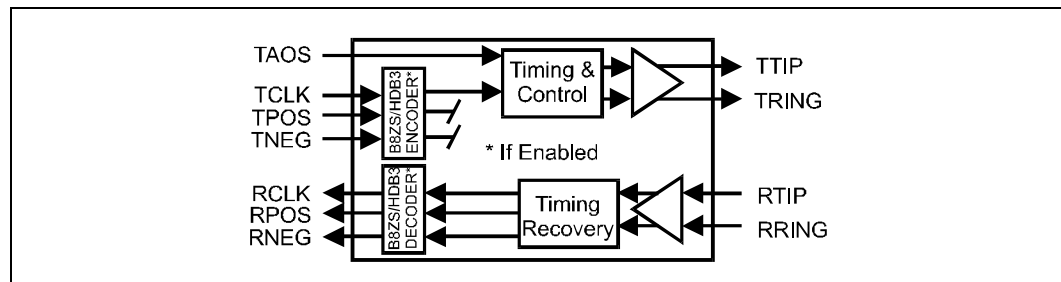 TAOS
TCLK
TPOS
TNEG
B8ZS/HDB3
ENCODER*
Timing &
Control
TTIP
TRING
* If Enabled
RCLK
RPOS
RNEG
B8ZS/HDB3
DECODER*
Timing
Recovery
RTIP
RRING